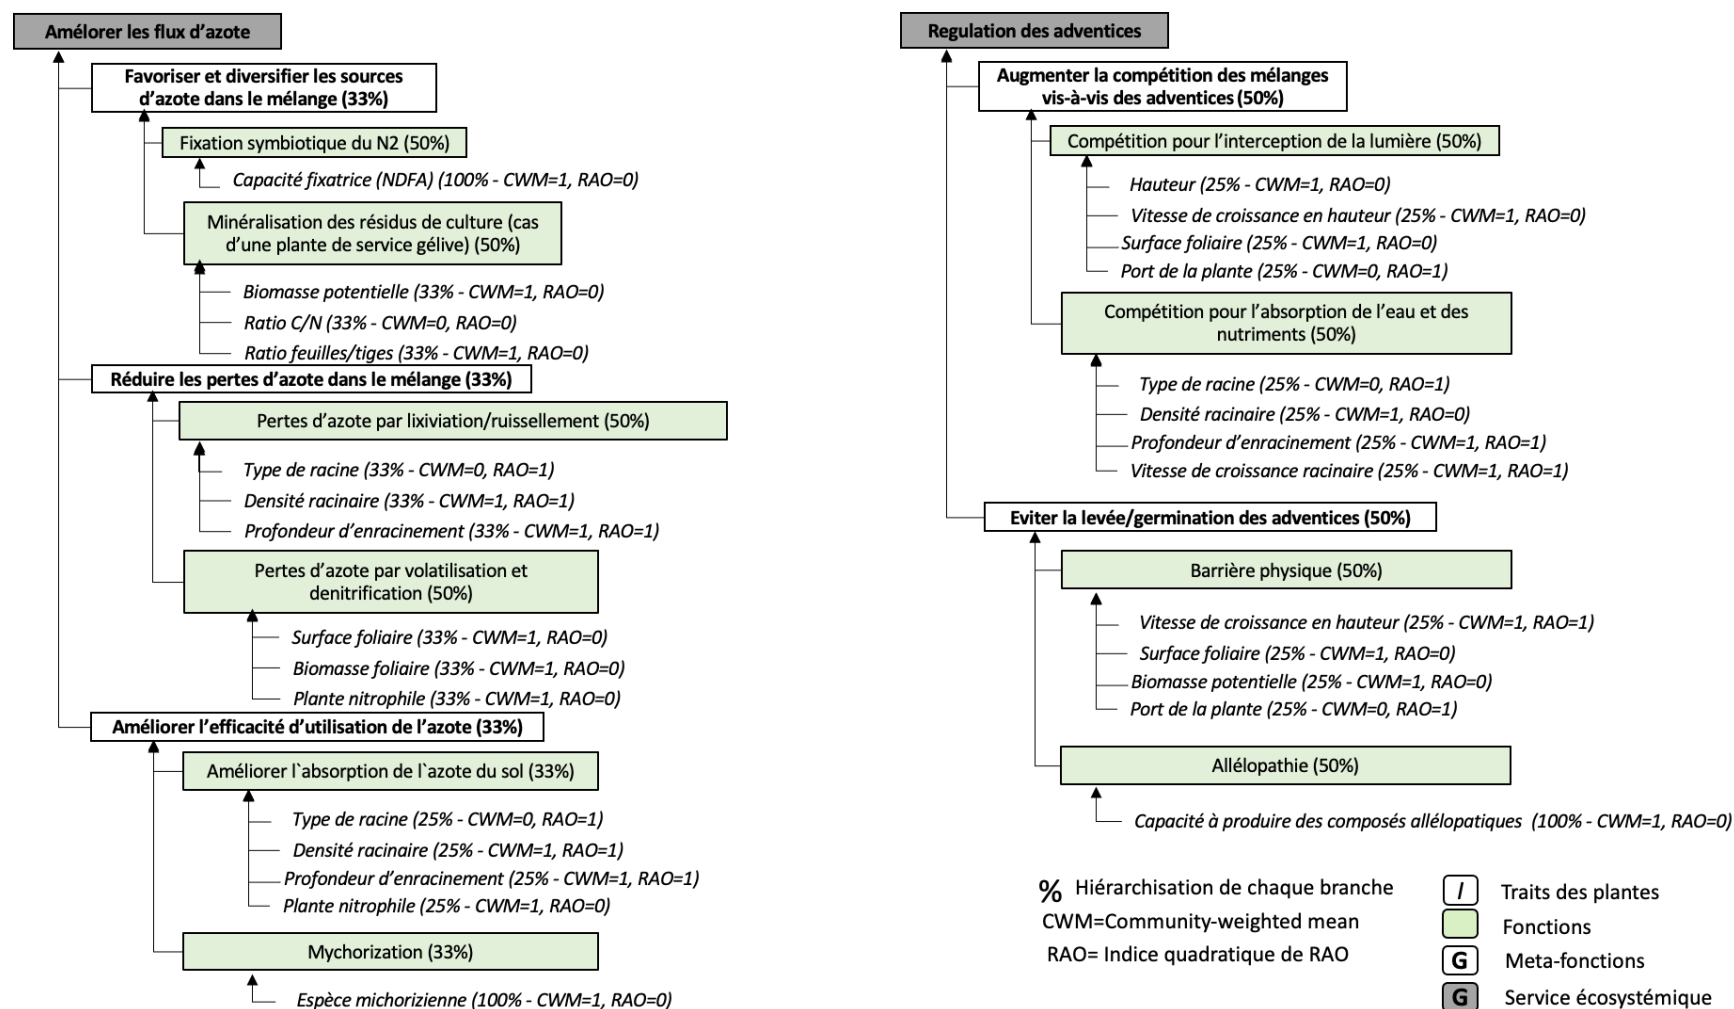 Améliorer les flux d'azote
Favoriser et diversifier les sources
d'azote dans le mélange (33%)
Fixation symbiotique du N2 (50%)
Capacité fixatrice (NDFA) (100% - CWM=1, RAO=0)
Minéralisation des résidus de culture (cas
d'une plante de service gélive) (50%)
Biomasse potentielle (33% - CWM=1, RAO=0)
Ratio C/N (33% - CWM=0, RAO=0)
Ratio feuilles/tiges (33% - CWM=1, RAO=0)
Réduire les pertes d'azote dans le mélange (33%)
Pertes d'azote par lixiviation/ruissellement (50%)
Type de racine (33% - CWM=0, RAO=1)
Densité racinaire (33% - CWM=1, RAO=1)
Profondeur d'enracinement (33% - CWM=1, RAO=1)
Pertes d'azote par volatilisation et
denitrification (50%)
Surface foliaire (33% - CWM=1, RAO=0)
Biomasse foliaire (33% - CWM=1, RAO=0)
Plante nitrophile (33% - CWM=1, RAO=0)
Améliorer l'efficacité d'utilisation de l'azote (33%)
Améliorer l`absorption de l`azote du sol (33%)
Type de racine (25% - CWM=0, RAO=1)
Densité racinaire (25% - CWM=1, RAO=1)
Profondeur d'enracinement (25% - CWM=1, RAO=1)
Plante nitrophile (25% - CWM=1, RAO=0)
Mychorization (33%)
Espèce michorizienne (100% - CWM=1, RAO=0)
Regulation des adventices
Augmenter la compétition des mélanges
vis-à-vis des adventices (50%)
Compétition pour l'interception de la lumière (50%)
Hauteur (25% - CWM=1, RAO=0)
Vitesse de croissance en hauteur (25% - CWM=1, RAO=0)
Surface foliaire (25% - CWM=1, RAO=0)
Port de la plante (25% - CWM=0, RAO=1)
Compétition pour l'absorption de l'eau et des
nutriments (50%)
Type de racine (25% - CWM=0, RAO=1)
Densité racinaire (25% - CWM=1, RAO=0)
Profondeur d'enracinement (25% - CWM=1, RAO=1)
Vitesse de croissance racinaire (25% - CWM=1, RAO=1)
Eviter la levée/germination des adventices (50%)
Barrière physique (50%)
Vitesse de croissance en hauteur (25% - CWM=1, RAO=1)
Surface foliaire (25% - CWM=1, RAO=0)
Biomasse potentielle (25% - CWM=1, RAO=0)
Port de la plante (25% - CWM=0, RAO=1)
Allélopathie (50%)
Capacité à produire des composés allélopatiques (100% - CWM=1, RAO=0)
% Hiérarchisation de chaque branche
CWM=Community-weighted mean
RAO= Indice quadratique de RAO
I Traits des plantes
Fonctions
G Meta-fonctions
G Service écosystémique